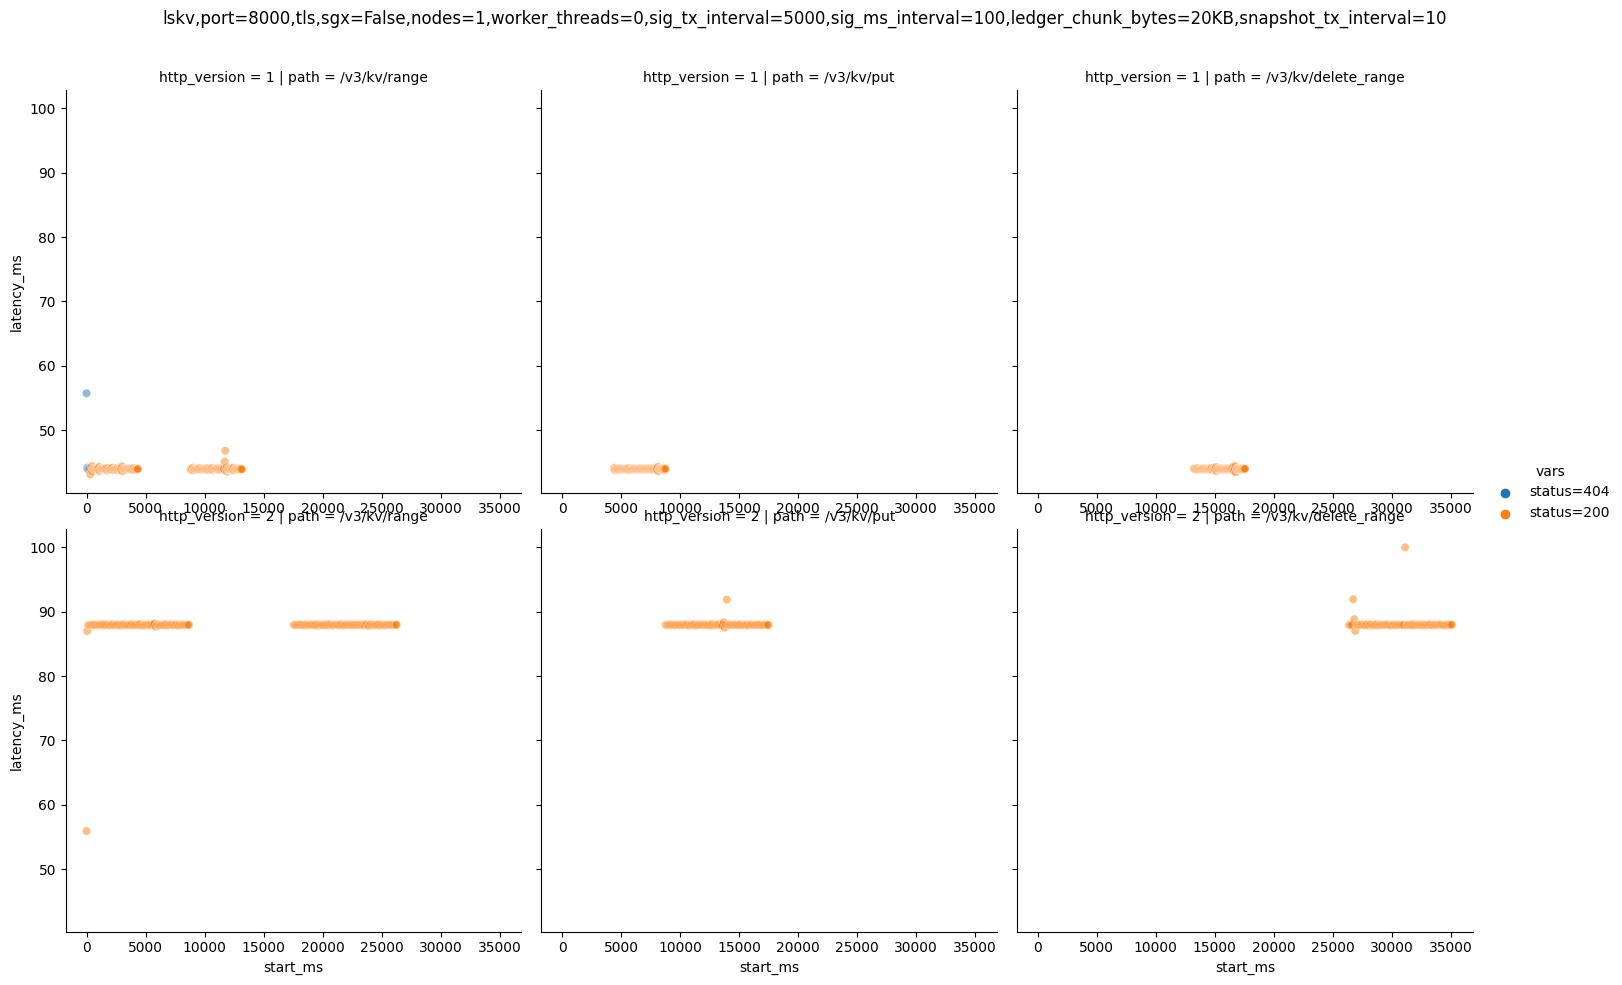 lskv,port=8000,tls,sgx=False,nodes=1,worker_threads=0,sig_tx_interval=5000,sig_ms_interval=100,ledger_chunk_bytes=20KB,snapshot_tx_interval=10
http_version = 1 | path = /v3/kv/range
http_version = 1 | path = /v3/kv/put
http_version = 1 | path = /v3/kv/delete_range
100
90
80
70
60
50
latency_ms
0 5000 10000 15000 20000 25000 30000 35000
0 5000 10000 15000 20000 25000 30000 35000
0 5000 10000 15000 20000 25000 30000 35000
vars
status=404
status=200
http_version = 2 | path = /v3/kv/range
http_version = 2 | path = /v3/kv/put
http_version = 2 | path = /v3/kv/delete_range
100
90
80
70
60
50
latency_ms
0 5000 10000 15000 20000 25000 30000 35000
0 5000 10000 15000 20000 25000 30000 35000
0 5000 10000 15000 20000 25000 30000 35000
start_ms
start_ms
start_ms